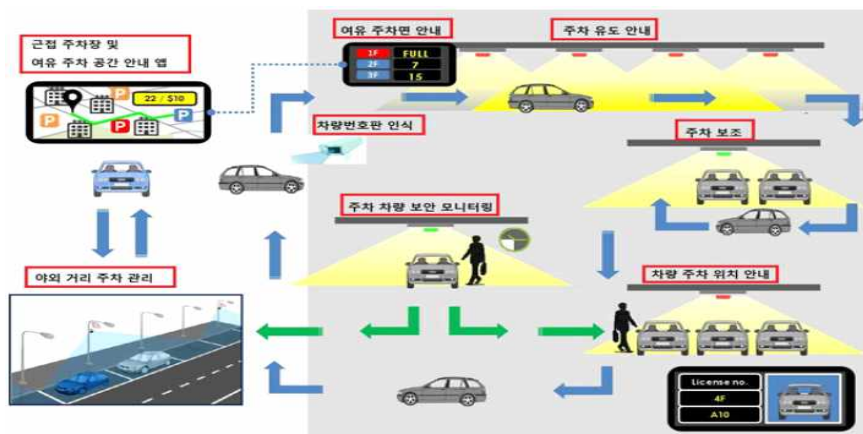 근접 주차장 및
여유 주차 공간 안내 앱
22 / $10
P
P
P
P
여유 주차면 안내
1F FULL
2F 7
3F 15
주차 유도 안내
차량번호판 인식
주차 보조
주차 차량 보안 모니터링
차량 주차 위치 안내
야외 거리 주차 관리
License no.
4F
A10